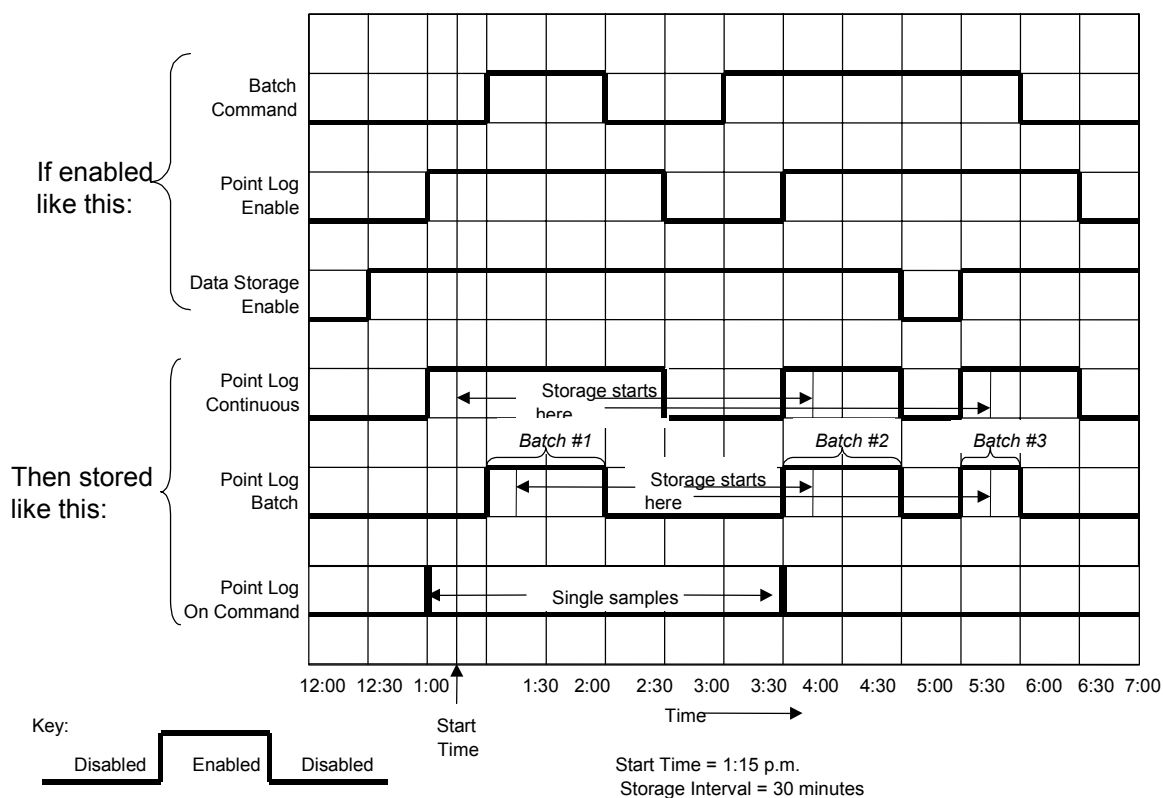 Batch
Command
If enabled
like this:
Point Log
Enable
Data Storage
Enable
Point Log
Continuous
Storage starts
here
Then stored
like this:
Batch #1
Batch #2
Batch #3
Point Log
Batch
Storage starts
here
Point Log
On Command
Single samples
12:00 12:30 1:00 1:30 2:00 2:30 3:00 3:30 4:00 4:30 5:00 5:30 6:00 6:30 7:00
Time
Key:
Start
Time
Disabled Enabled Disabled
Start Time = 1:15 p.m.
Storage Interval = 30 minutes